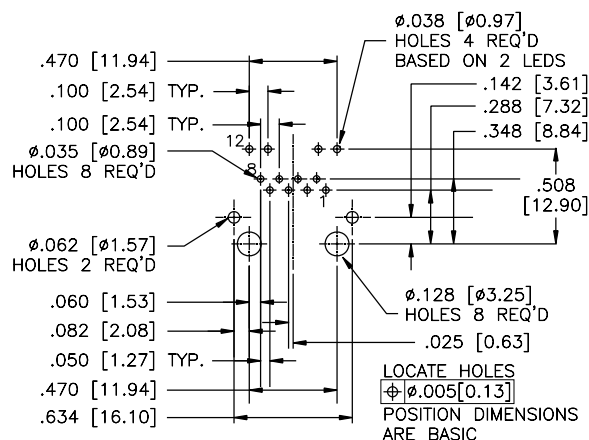 ø.038 [ø0.97]
HOLES 4 REQ'D
BASED ON 2 LEDS
.470 [11.94]
.142 [3.61]
.100 [2.54] TYP.
.288 [7.32]
.100 [2.54] TYP.
.348 [8.84]
12
ø.035 [ø0.89]
HOLES 8 REQ'D
8
.508
[12.90]
1
ø.062 [ø1.57]
HOLES 2 REQ'D
ø.128 [ø3.25]
HOLES 8 REQ'D
.060 [1.53]
.082 [2.08]
.025 [0.63]
.050 [1.27] TYP.
LOCATE HOLES
.470 [11.94]
⌖ ø.005[0.13]
.634 [16.10]
POSITION DIMENSIONS
ARE BASIC